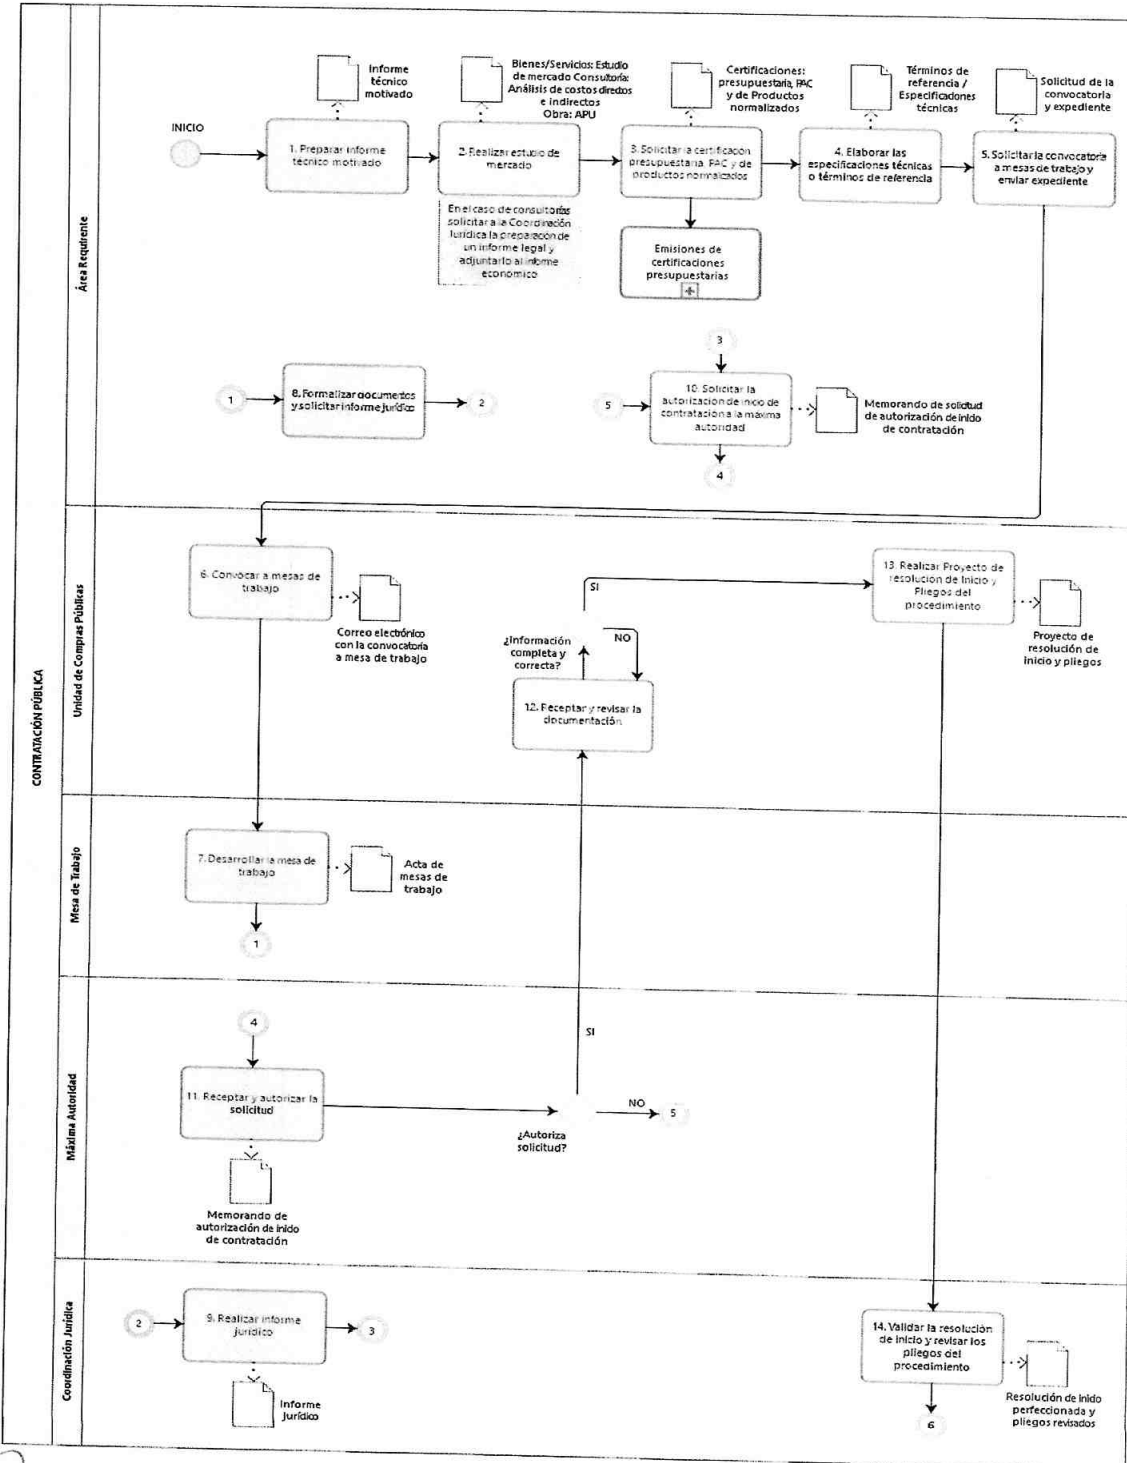 CONTRATACIÓN PÚBLICA
Área Requirente
INICIO
Informe
técnico
motivado
1. Preparar informe
técnico motivado
Bienes/Servicios: Estudio
de mercado Consultoría:
Análisis de costos directos
e indirectos
Obra: APU
2. Realizar estudio de
mercado
En el caso de consultorías
solicitar a la Coordinación
Jurídica la preparación de
un informe legal y
adjuntarlo al informe
económico
Certificaciones:
presupuestaria, PAC
y de Productos
normalizados
3. Solicitar la certificación
presupuestaria, PAC y de
productos normalizados
Emisiones de
certificaciones
presupuestarias
Términos de
referencia /
Especificaciones
técnicas
4. Elaborar las
especificaciones técnicas
o términos de referencia
Solicitud de la
convocatoria
y expediente
5. Solicitar la convocatoria
a mesas de trabajo y
enviar expediente
1
8. Formalizar documentos
y solicitar informe jurídico
2
3
5
10. Solicitar la
autorización de inicio de
contratación a la máxima
autoridad
4
Memorando de solicitud
de autorización de inicio
de contratación
Unidad de Compras Públicas
6. Convocar a mesas de
trabajo
Correo electrónico
con la convocatoria
a mesa de trabajo
SI
NO
¿Información
completa y
correcta?
12. Receptar y revisar la
documentación
13. Realizar Proyecto de
resolución de Inicio y
Pliegos del
procedimiento
Proyecto de
resolución de
inicio y pliegos
Mesa de Trabajo
7. Desarrollar la mesa de
trabajo
Acta de
mesas de
trabajo
1
Máxima Autoridad
4
11. Receptar y autorizar la
solicitud
Memorando de
autorización de inicio
de contratación
SI
¿Autoriza
solicitud?
NO
5
Coordinación Jurídica
2
9. Realizar informe
jurídico
3
Informe
Jurídico
14. Validar la resolución
de inicio y revisar los
pliegos del
procedimiento
Resolución de inicio
perfeccionada y
pliegos revisados
6